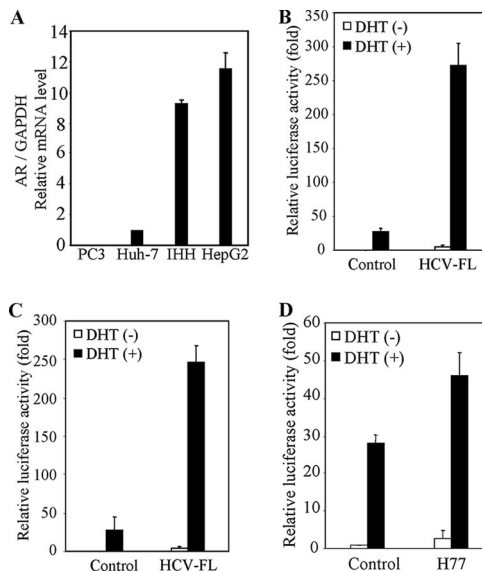 A
AR / GAPDH
Relative mRNA level
14
12
10
8
6
4
2
0
PC3 Huh-7 IHH HepG2
B
DHT (-)
DHT (+)
Relative luciferase activity (fold)
350
300
250
200
150
100
50
0
Control HCV-FL
C
DHT (-)
DHT (+)
Relative luciferase activity (fold)
300
250
200
150
100
50
0
Control HCV-FL
D
DHT (-)
DHT (+)
Relative luciferase activity (fold)
60
50
40
30
20
10
0
Control H77